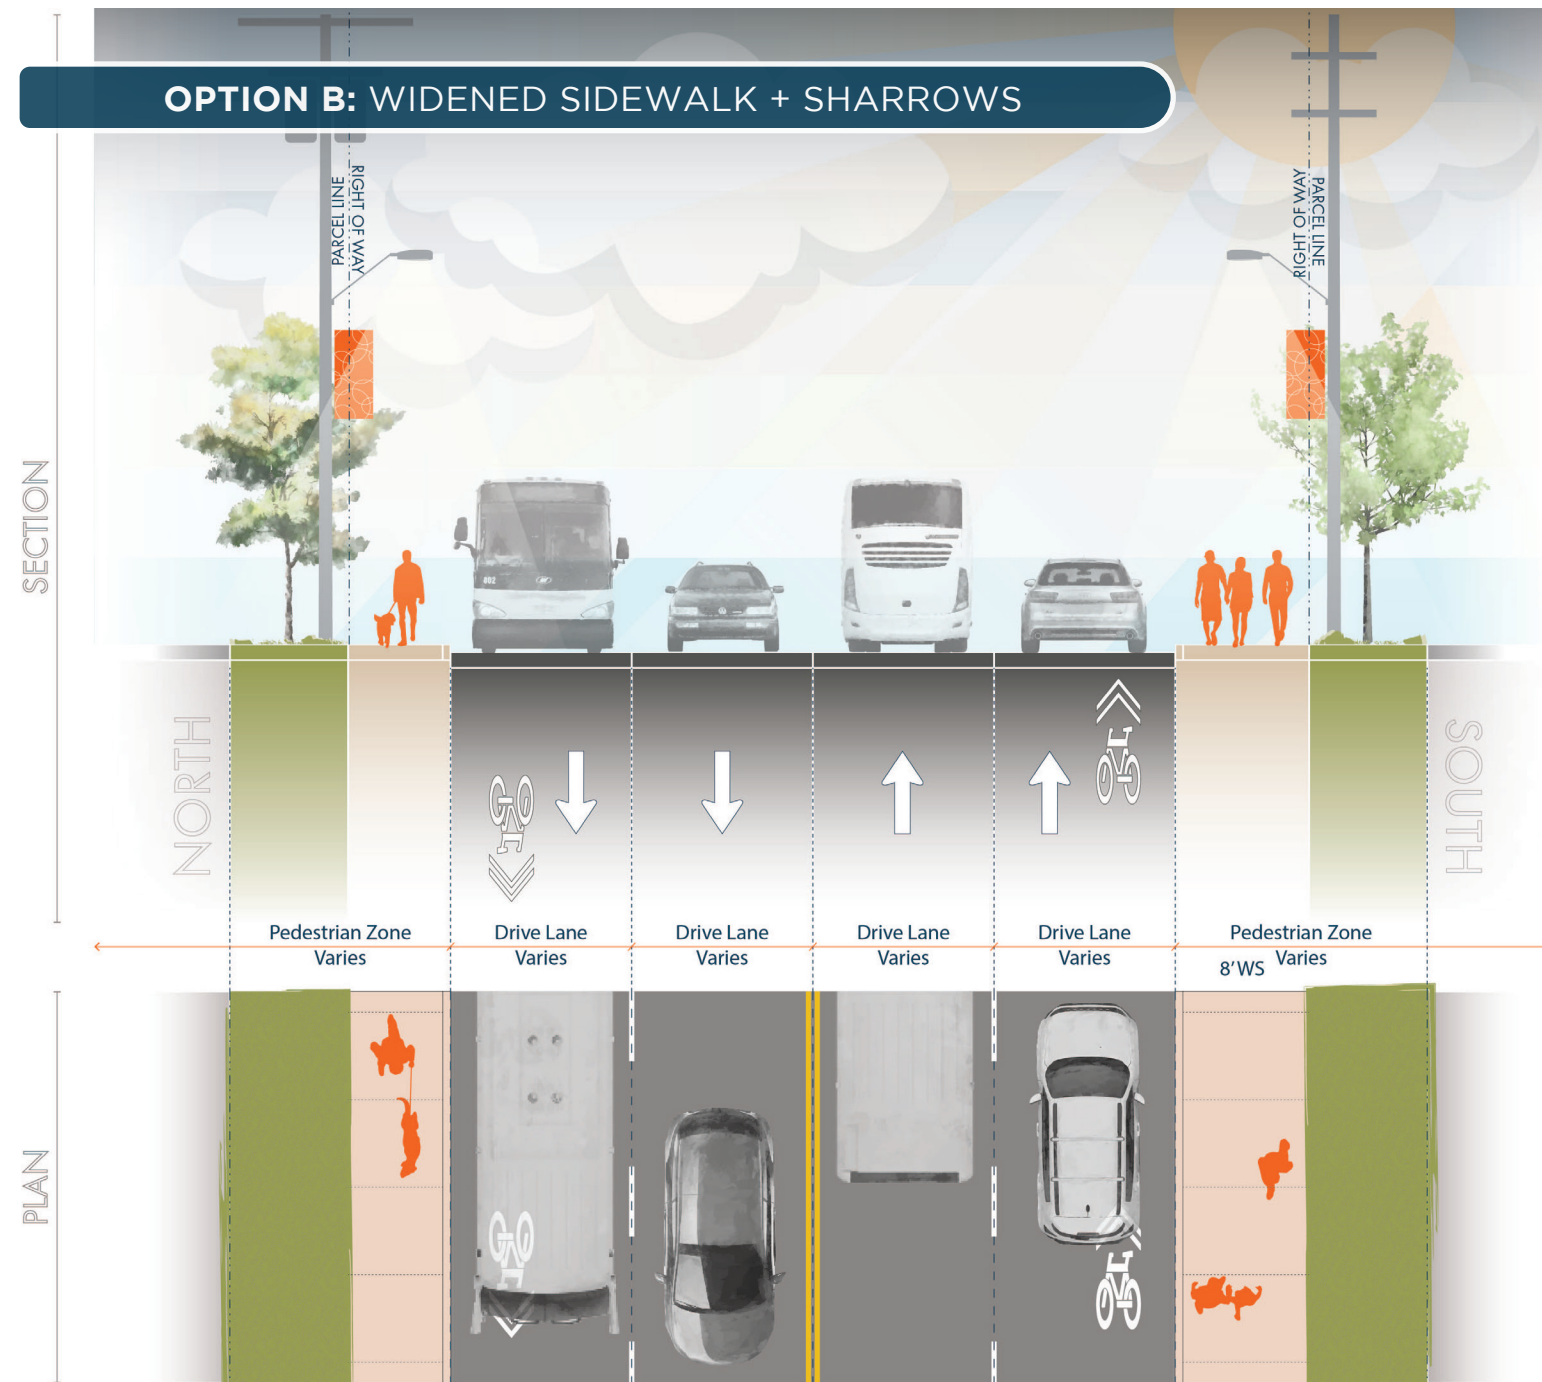 OPTION B: WIDENED SIDEWALK + SHARROWS
PARCEL LINE
RIGHT OF WAY
RIGHT OF WAY
PARCEL LINE
SECTION
802
NORTH
SOUTH
Pedestrian Zone
Varies
Drive Lane
Varies
Drive Lane
Varies
Drive Lane
Varies
Drive Lane
Varies
Pedestrian Zone
Varies
8' WS
PLAN